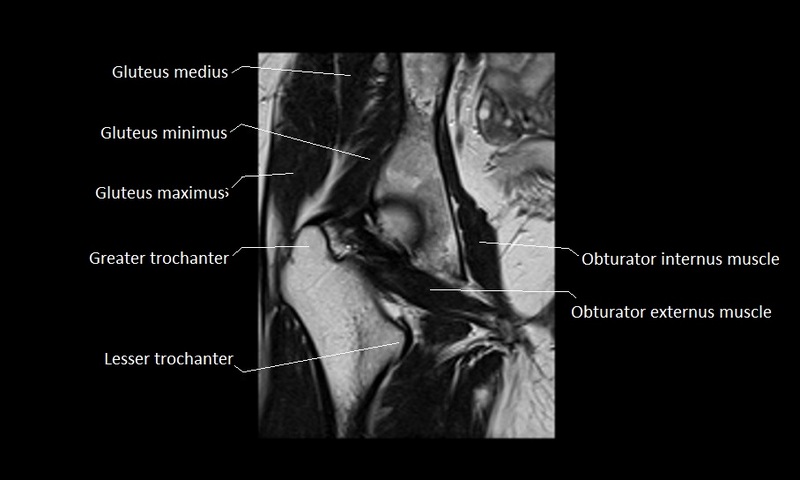 Gluteus medius
Gluteus minimus
Gluteus maximus
Greater trochanter
Lesser trochanter
Obturator internus muscle
Obturator externus muscle